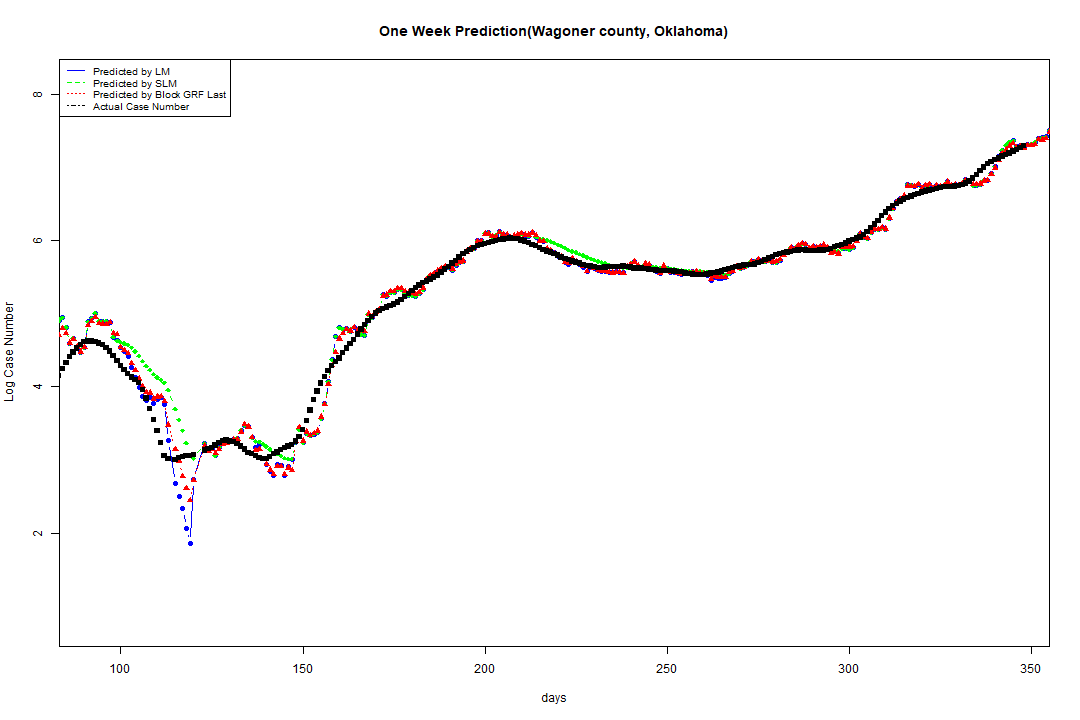 One Week Prediction(Wagoner county, Oklahoma)
Predicted by LM
Predicted by SLM
Predicted by Block GRF Last
Actual Case Number
8
6
4
2
Log Case Number
100 150 200 250 300 350
days